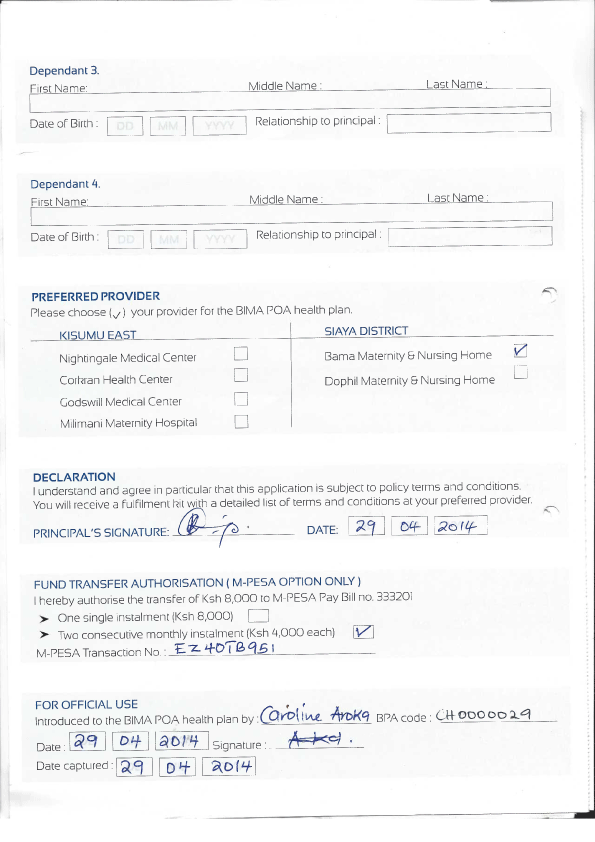 Dependant 3.
First Name: Middle Name : Last Name :
Date of Birth : DD MM YYYY Relationship to principal :
Dependant 4.
First Name: Middle Name : Last Name :
Date of Birth : DD MM YYYY Relationship to principal :
PREFERRED PROVIDER
Please choose (✓) your provider for the BIMA POA health plan.
KISUMU EAST SIAYA DISTRICT
Nightingale Medical Center Bama Maternity & Nursing Home ✓
Corkran Health Center Dophil Maternity & Nursing Home
Godswill Medical Center
Milimani Maternity Hospital
DECLARATION
I understand and agree in particular that this application is subject to policy terms and conditions.
You will receive a fulfilment kit with a detailed list of terms and conditions at your preferred provider.
PRINCIPAL'S SIGNATURE: DATE: 29 04 2014
FUND TRANSFER AUTHORISATION ( M-PESA OPTION ONLY )
I hereby authorise the transfer of Ksh 8,000 to M-PESA Pay Bill no. 333201
➤ One single instalment (Ksh 8,000)
➤ Two consecutive monthly instalment (Ksh 4,000 each) ✓
M-PESA Transaction No. : EZ40TB951
FOR OFFICIAL USE
Introduced to the BIMA POA health plan by : Caroline Aroka BPA code : CH0000029
Date : 29 04 2014 Signature :
Date captured : 29 04 2014